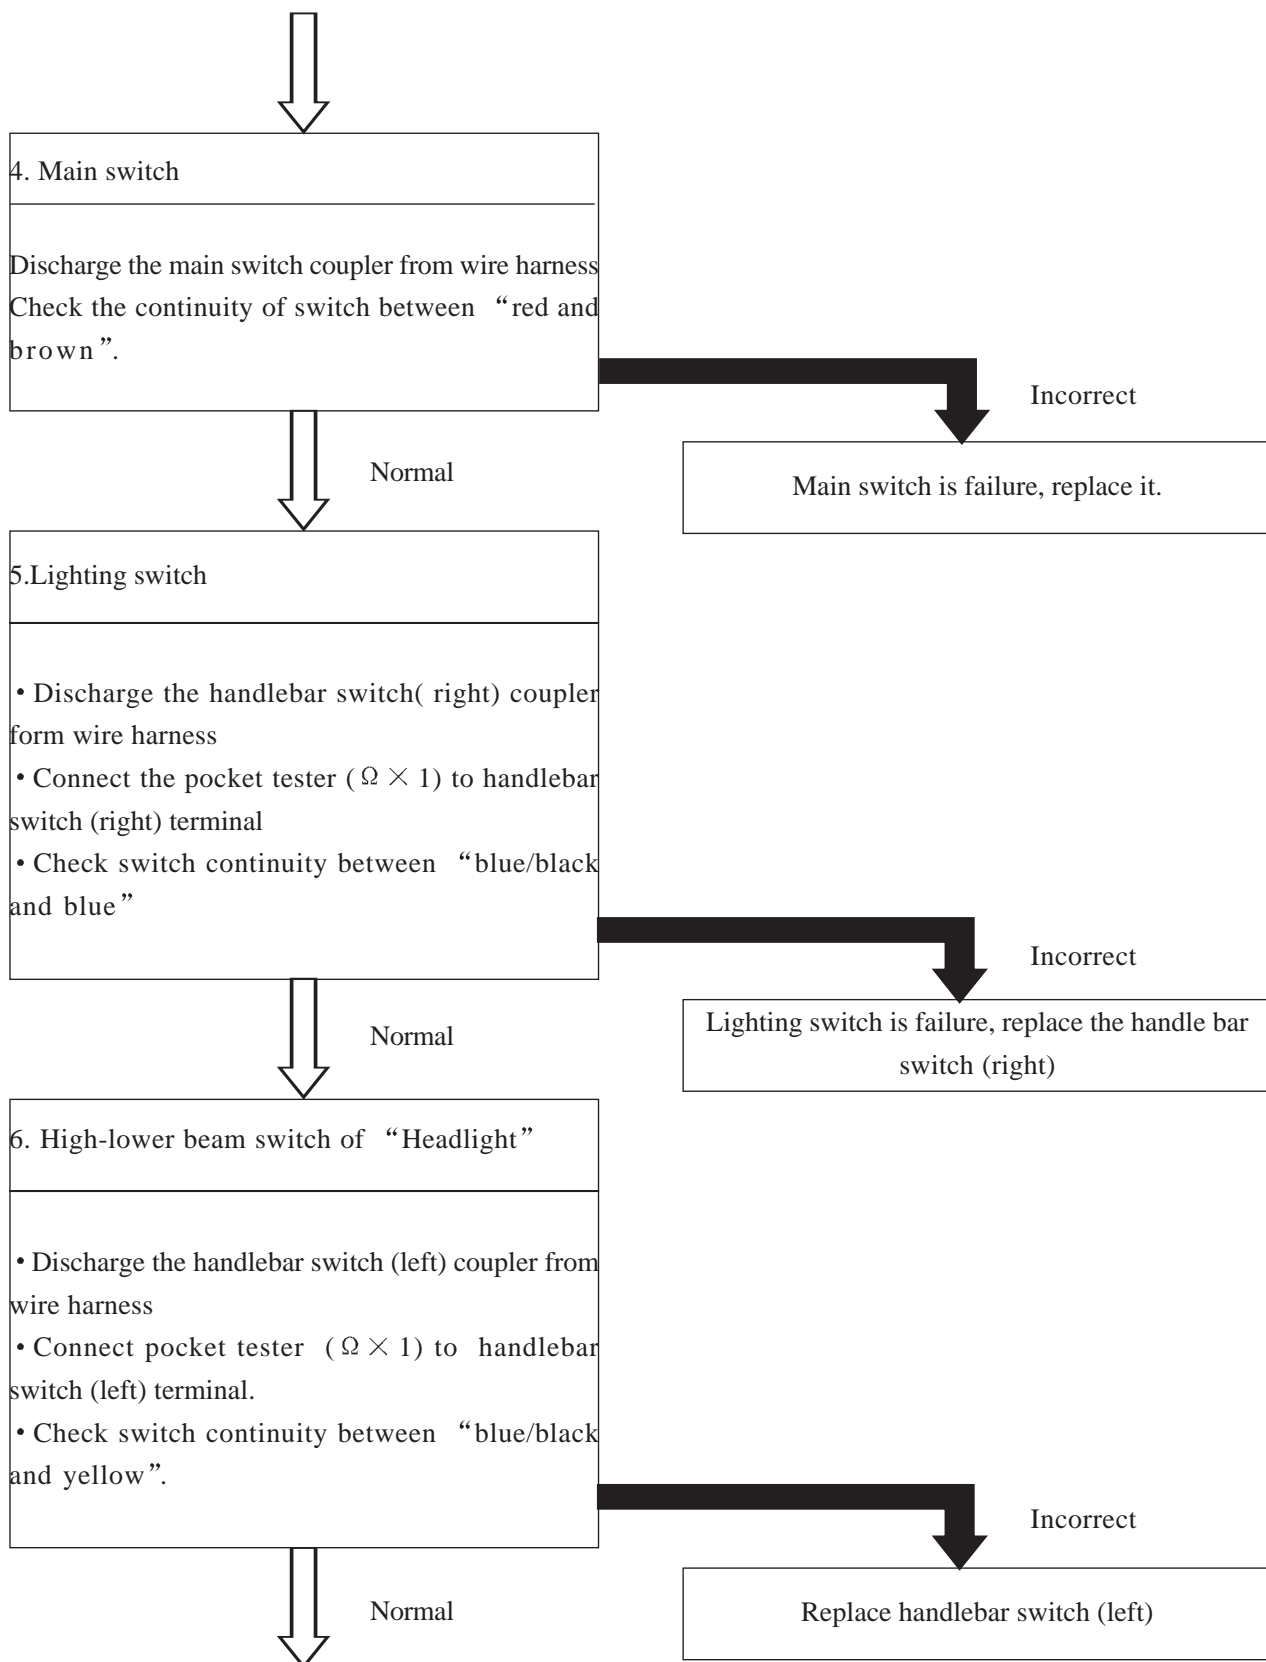 4. Main switch
Discharge the main switch coupler from wire harness
Check the continuity of switch between “red and
brown”.
Incorrect
Main switch is failure, replace it.
Normal
5.Lighting switch
• Discharge the handlebar switch( right) coupler
form wire harness
• Connect the pocket tester (Ω × 1) to handlebar
switch (right) terminal
• Check switch continuity between “blue/black
and blue”
Incorrect
Lighting switch is failure, replace the handle bar
switch (right)
Normal
6. High-lower beam switch of “Headlight”
• Discharge the handlebar switch (left) coupler from
wire harness
• Connect pocket tester (Ω × 1) to handlebar
switch (left) terminal.
• Check switch continuity between “blue/black
and yellow”.
Incorrect
Replace handlebar switch (left)
Normal